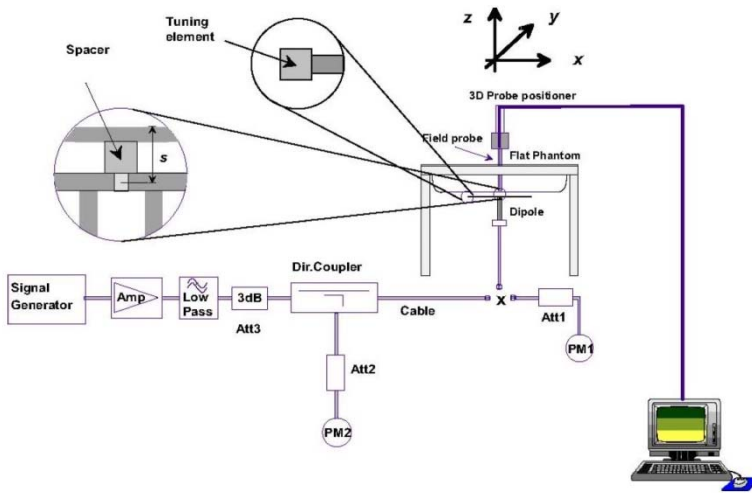 Tuning
element
Spacer
s
z
y
x
3D Probe positioner
Field probe
Flat Phantom
Dipole
Signal
Generator
Amp
Low
Pass
3dB
Att3
Dir.Coupler
Cable
x
Att1
PM1
Att2
PM2